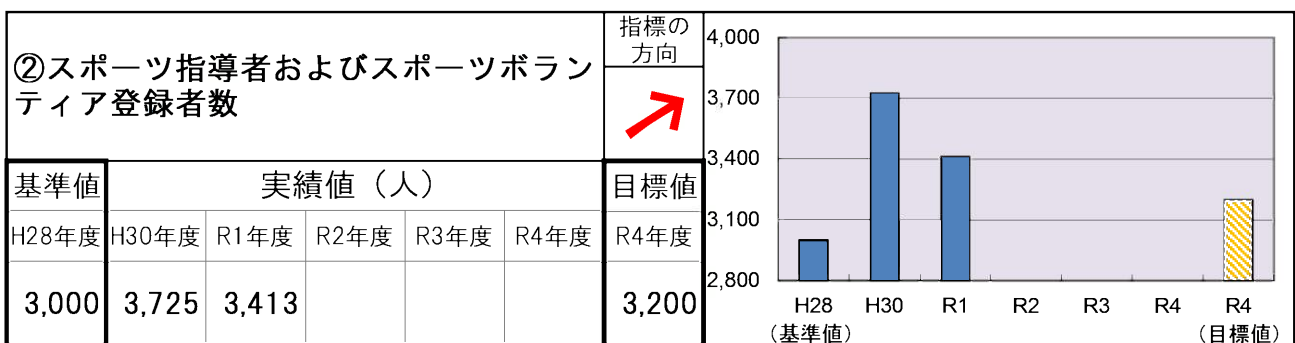 ②スポーツ指導者およびスポーツボラン
ティア登録者数
指標の
方向
基準値
実績値（人）
目標値
H28年度
H30年度
R1年度
R2年度
R3年度
R4年度
R4年度
3,000
3,725
3,413
3,200
4,000
3,700
3,400
3,100
2,800
H28
H30
R1
R2
R3
R4
R4
（基準値）
（目標値）